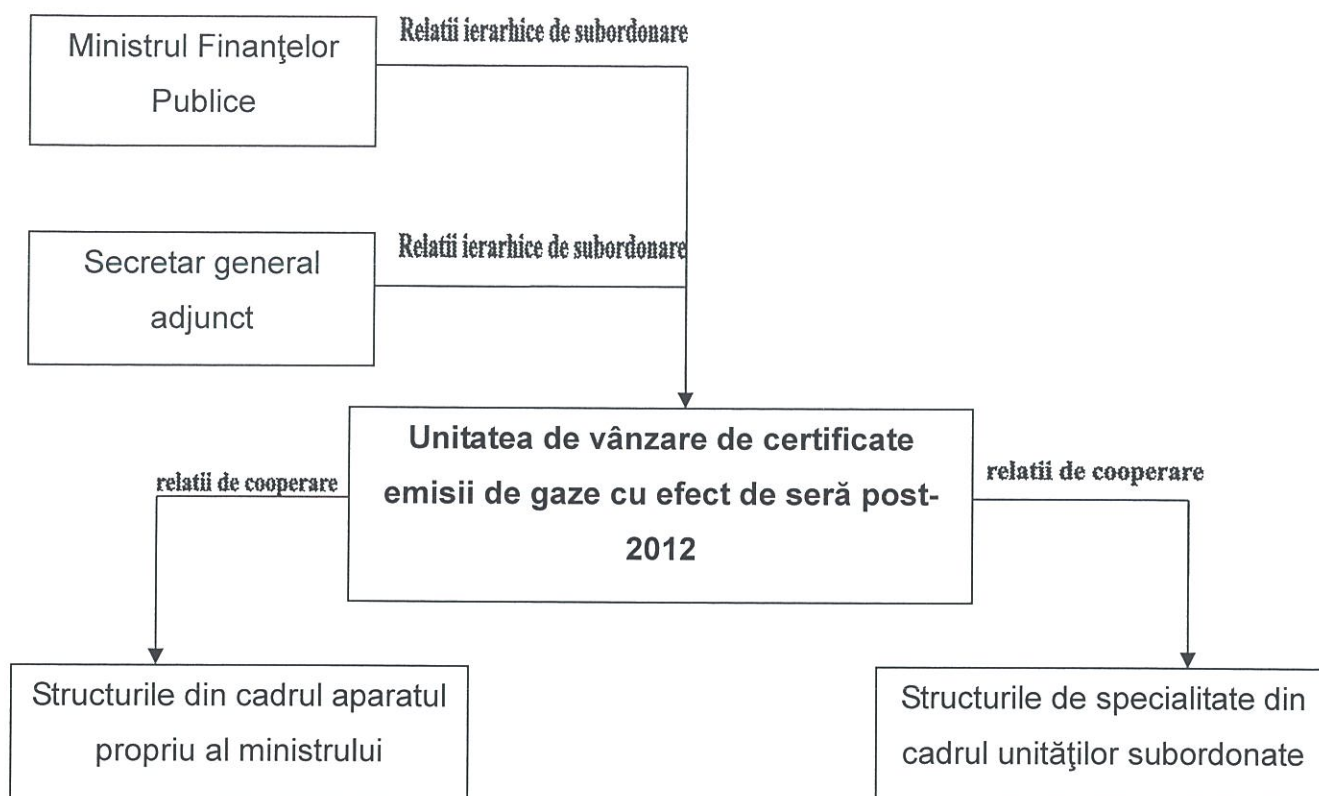 Ministrul Finanţelor
Publice
Relatii ierarhice de subordonare
Secretar general
adjunct
Relatii ierarhice de subordonare
Unitatea de vânzare de certificate
emisii de gaze cu efect de seră post-
2012
relatii de cooperare
relatii de cooperare
Structurile din cadrul aparatul
propriu al ministrului
Structurile de specialitate din
cadrul unităţilor subordonate